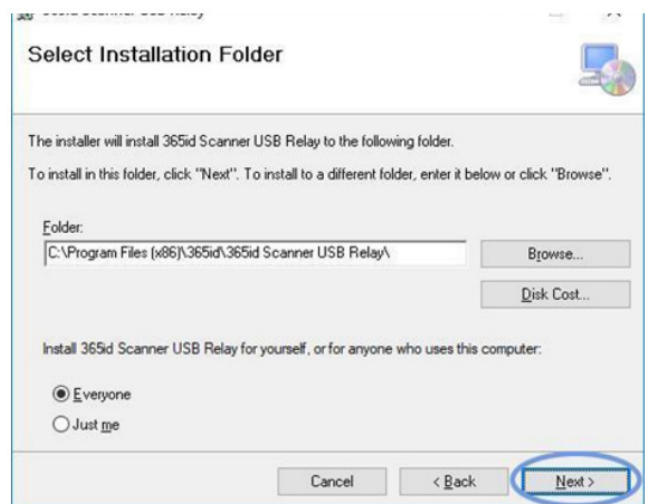 Select Installation Folder
The installer will install 365id Scanner USB Relay to the following folder.
To install in this folder, click "Next". To install to a different folder, enter it below or click "Browse".
Folder:
C:\Program Files (x86)\365id\365id Scanner USB Relay\
Browse...
Disk Cost...
Install 365id Scanner USB Relay for yourself, or for anyone who uses this computer:
Everyone
Just me
Cancel
< Back
Next >